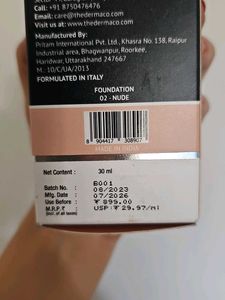 Call : +91 8750476476
Email : care@thedermaco.com
Visit us at: www.thedermaco.com
Manufactured By:
Pritam International Pvt. Ltd., Khasra No. 138, Raipur
Industrial area, Bhagwanpur, Roorkee,
Haridwar, Uttarakhand 247667
M.: 10/C/UA/2013
FORMULATED IN ITALY
FOUNDATION
02 - NUDE
8 904417 308907
MADE IN INDIA
Net Content : 30 ml
Batch No. B001
Mfg. Date : 08/2023
Use Before : 07/2026
M.R.P. ₹ : ₹ 899.00
(incl. of all taxes) USP: ₹ 29.97/ml